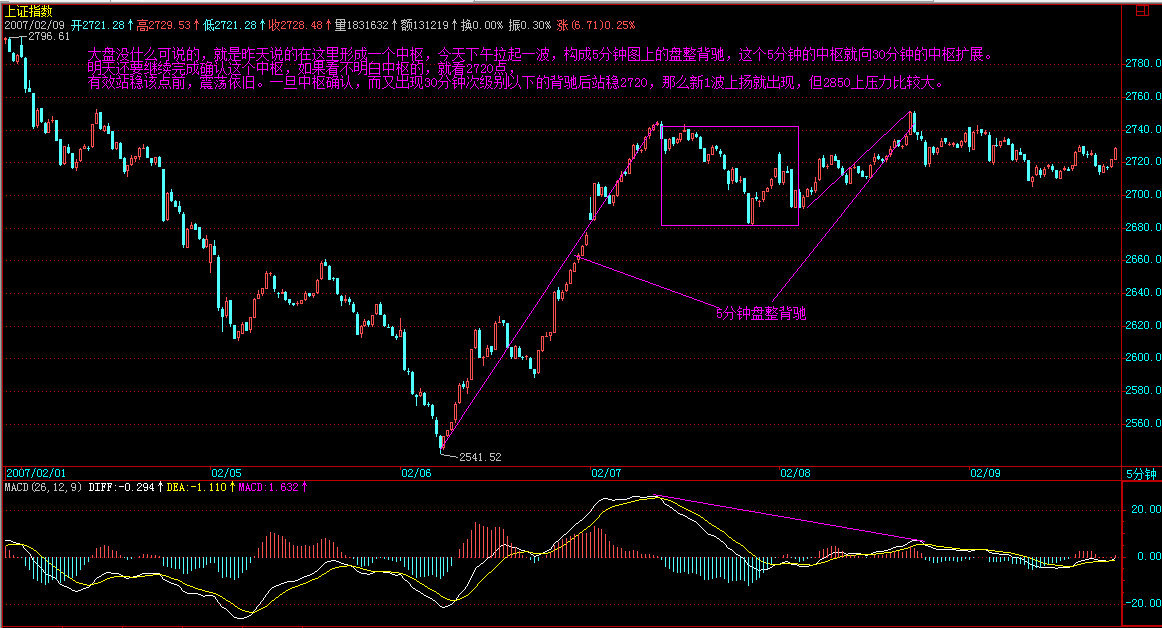 上证指数
日
2007/02/09 开2721.28↑高2729.53↑低2721.28↑收2728.48↑量1831632↑额131219↑换0.00% 振0.30% 涨(6.71)0.25%
2796.61
大盘没什么可说的，就是昨天说的在这里形成一个中枢，今天下午拉起一波，构成5分钟图上的盘整背驰，这个5分钟的中枢就向30分钟的中枢扩展。
明天还要继续完成确认这个中枢，如果看不明白中枢的，就看2720点，
有效站稳该点前，震荡依旧。一旦中枢确认，而又出现30分钟次级别以下的背驰后站稳2720，那么新1波上扬就出现，但2850上压力比较大。
2780.0
2760.0
2740.0
2720.0
2700.0
2680.0
2660.0
2640.0
2620.0
2600.0
2580.0
2560.0
5分钟盘整背驰
2541.52
2007/02/01 02/05 02/06 02/07 02/08 02/09 5分钟
MACD(26,12,9) DIFF:-0.294↑DEA:-1.110↑MACD:1.632↑
20.00
0.00
-20.00